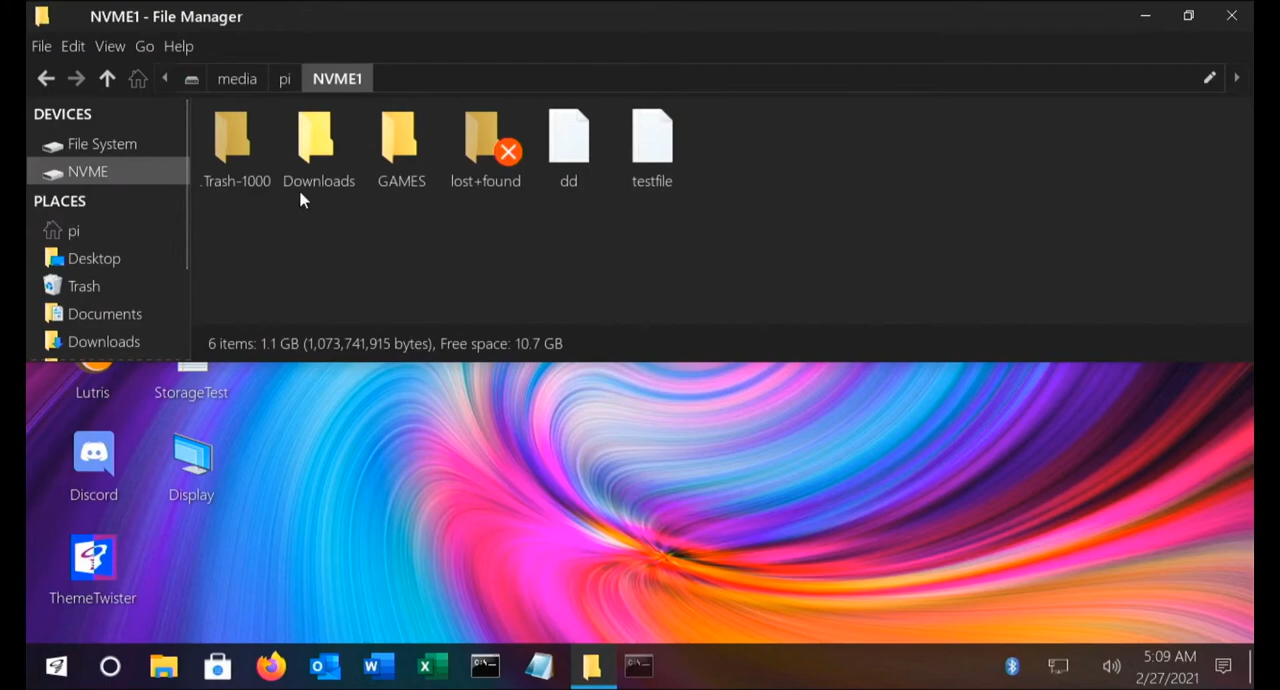 NVME1 - File Manager
File Edit View Go Help
media pi NVME1
DEVICES
File System
NVME
PLACES
pi
Desktop
Trash
Documents
Downloads
.Trash-1000 Downloads GAMES lost+found dd testfile
6 items: 1.1 GB (1,073,741,915 bytes), Free space: 10.7 GB
Lutris StorageTest
Discord Display
ThemeTwister
C:\._ C:\._
5:09 AM
2/27/2021